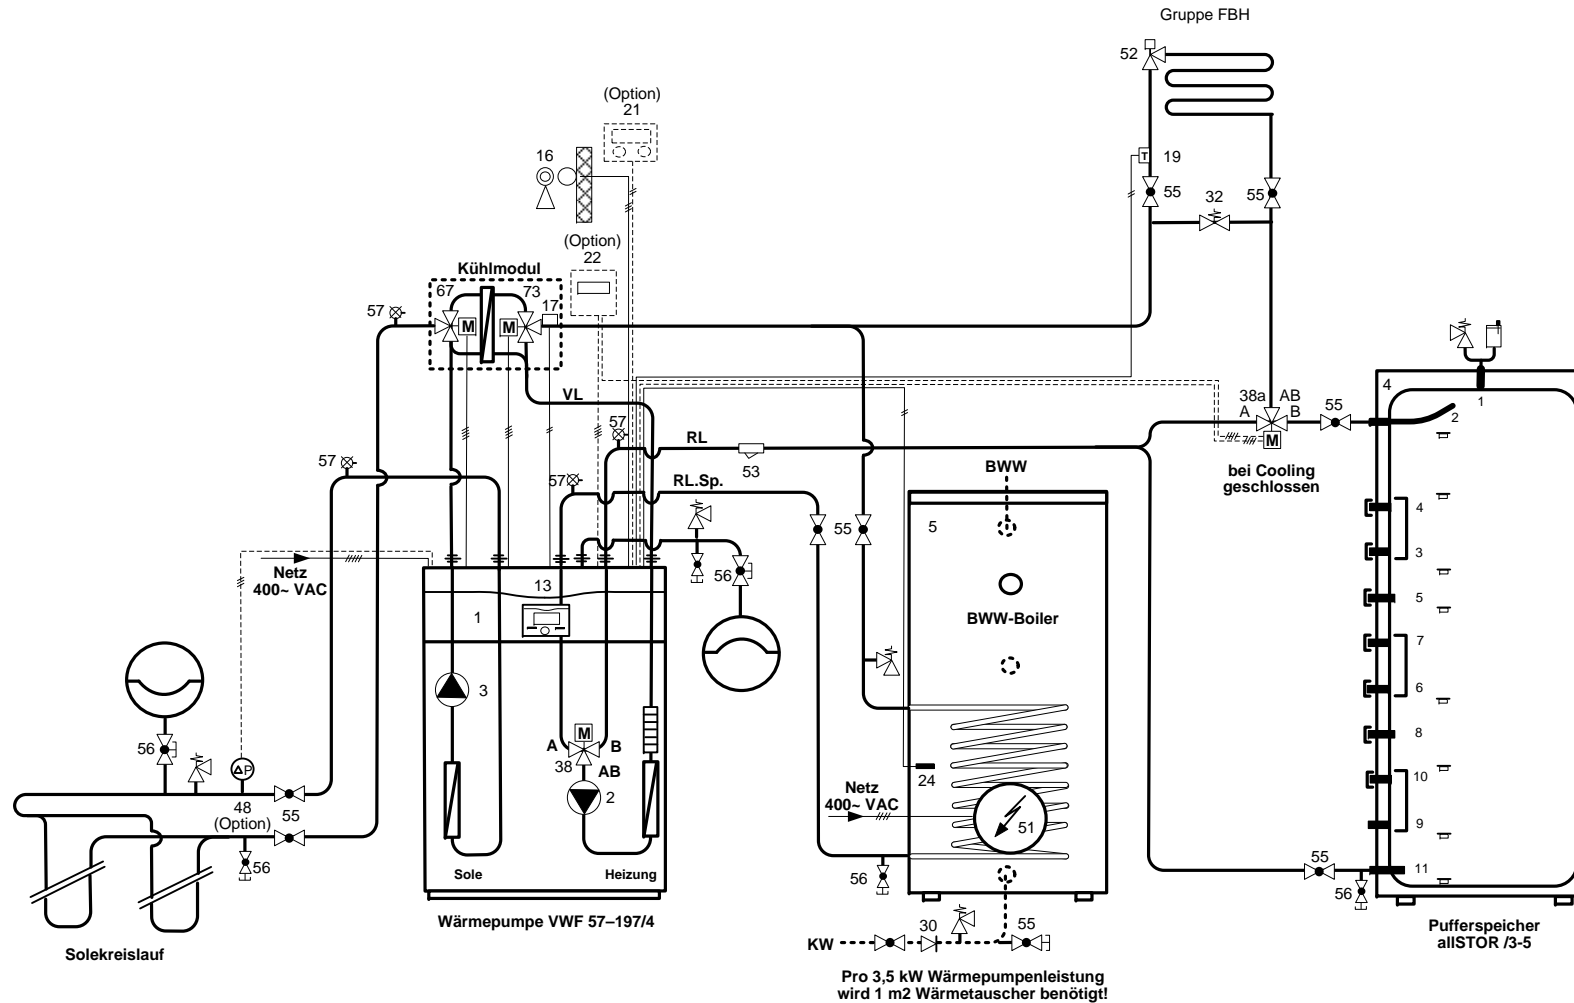 Gruppe FBH
52
(Option)
21
16
T
19
55
32
55
(Option)
22
Kühlmodul
67
73
17
57
M
M
VL
57
RL
53
57
57
RL.Sp.
38a
AB
A
B
55
M
bei Cooling
geschlossen
4
1
2
BWW
55
5
BWW-Boiler
4
3
5
7
6
8
10
9
11
Netz
400~ VAC
13
1
56
3
M
A
B
38
AB
2
56
ΔP
48
(Option)
55
56
Sole
Heizung
Wärmepumpe VWF 57–197/4
Solekreislauf
24
Netz
400~ VAC
51
56
55
56
KW
30
55
Pro 3,5 kW Wärmepumpenleistung
wird 1 m2 Wärmetauscher benötigt!
Pufferspeicher
allSTOR /3-5